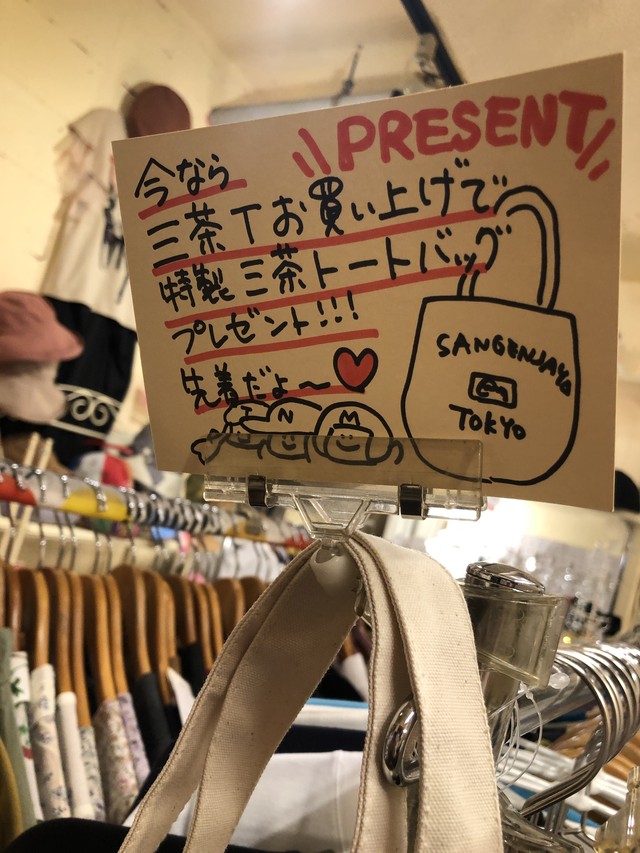 PRESENT
今なら
三茶Tお買い上げで
特製三茶トートバッグ
プレゼント!!!
先着だよ〜
SANGENJAYA
TOKYO
I N M